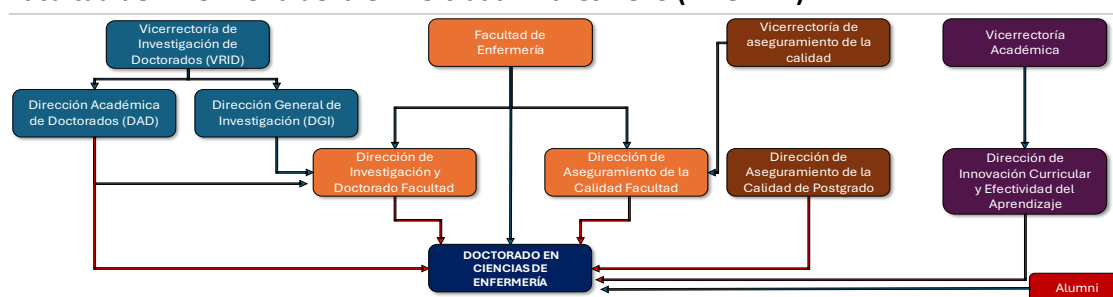 Vicerrectoría de
Investigación de
Doctorados (VRID)
Facultad de
Enfermería
Vicerrectoría de
aseguramiento de la
calidad
Vicerrectoría
Académica
Dirección Académica
de Doctorados (DAD)
Dirección General de
Investigación (DGI)
Dirección de
Investigación y
Doctorado Facultad
Dirección de
Aseguramiento de la
Calidad Facultad
Dirección de
Aseguramiento de la
Calidad de Postgrado
Dirección de
Innovación Curricular
y Efectividad del
Aprendizaje
DOCTORADO EN
CIENCIAS DE
ENFERMERÍA
Alumni